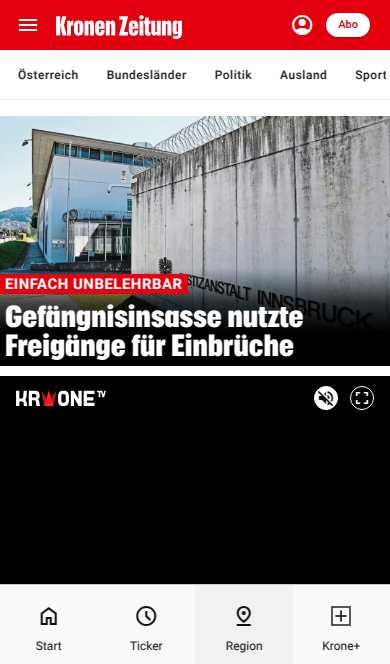 Kronen Zeitung
Abo
Österreich Bundesländer Politik Ausland Sport
JUSTIZANSTALT INNSBRUCK
EINFACH UNBELEHRBAR
Gefängnisinsasse nutzte
Freigänge für Einbrüche
KRONE TV
Start Ticker Region Krone+